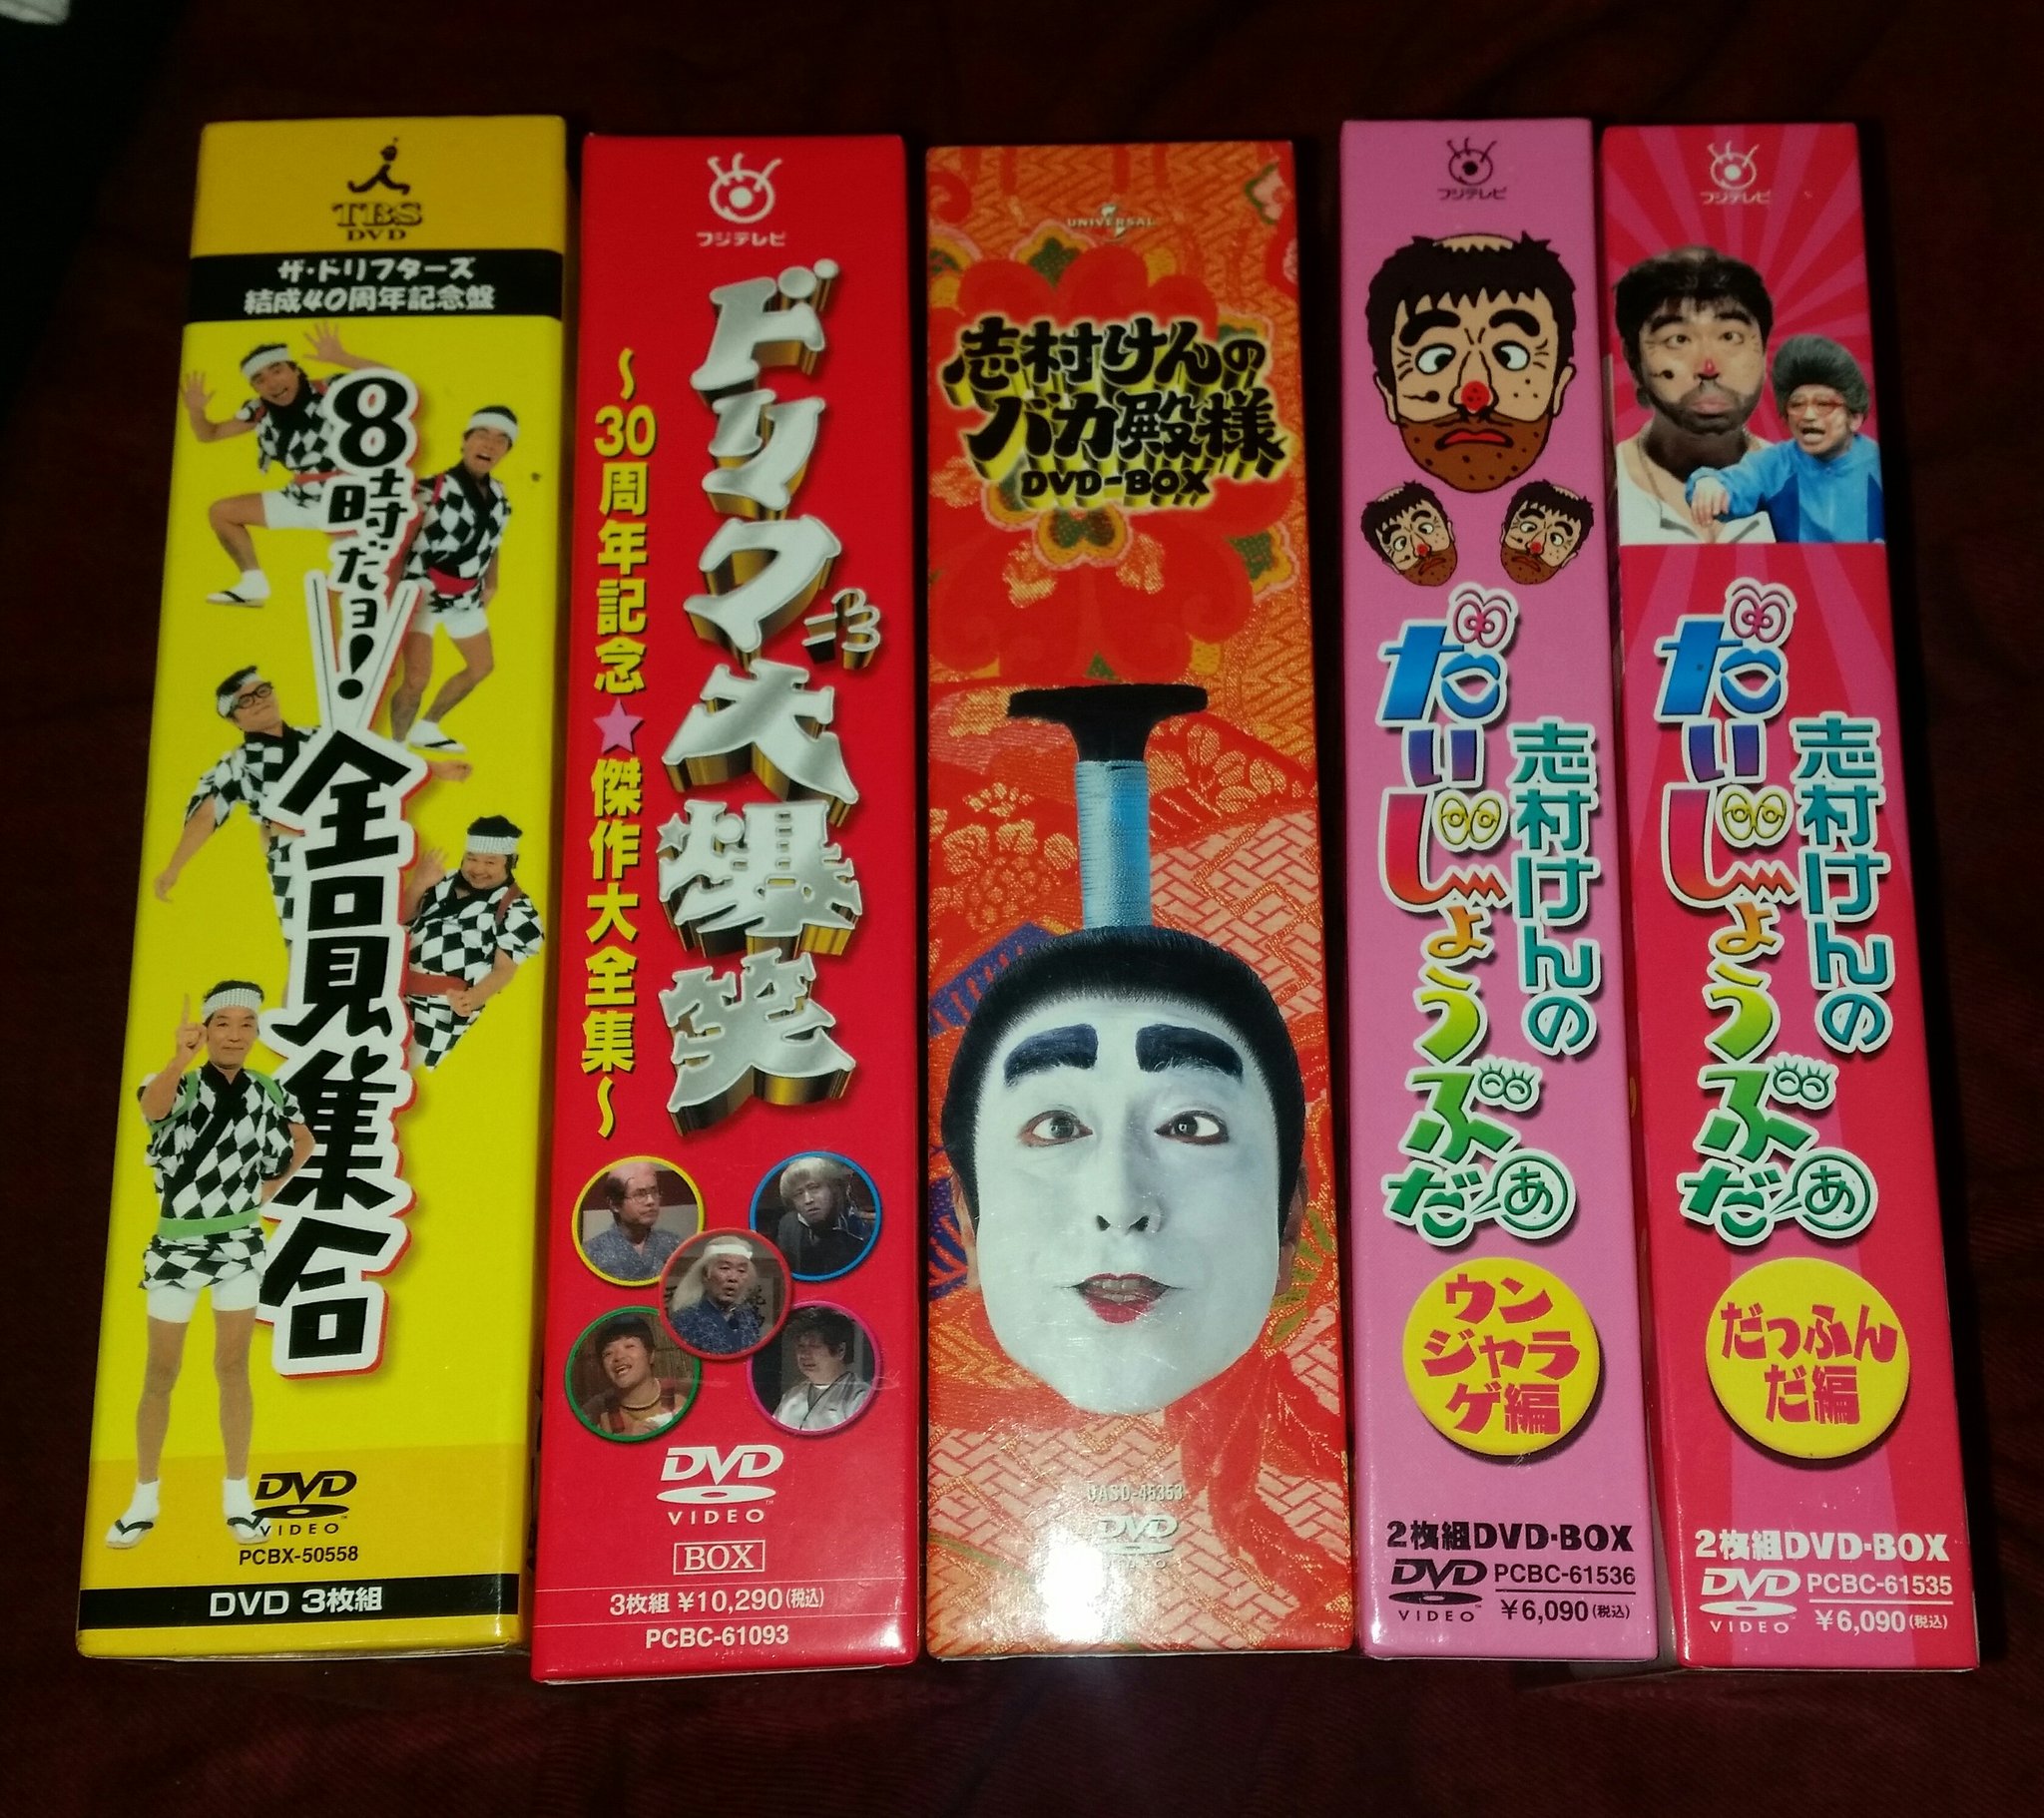 TBS
DVD
ザ・ドリフターズ
結成40周年記念盤
8時だョ!
全員集合
DVD
VIDEO
PCBX-50558
DVD 3枚組
フジテレビ
ドリフ大爆笑
～30周年記念★傑作大全集～
DVD
VIDEO
BOX
3枚組 ¥10,290(税込)
PCBC-61093
UNIVERSAL
志村けんの
バカ殿様
DVD-BOX
DVD
VIDEO
フジテレビ
志村けんの
だいじょうぶだぁ
ウン
ジャラ
ゲ編
2枚組DVD・BOX
DVD
VIDEO
PCBC-61536
¥6,090(税込)
フジテレビ
志村けんの
だいじょうぶだぁ
だっふん
だ編
2枚組DVD・BOX
DVD
VIDEO
PCBC-61535
¥6,090(税込)